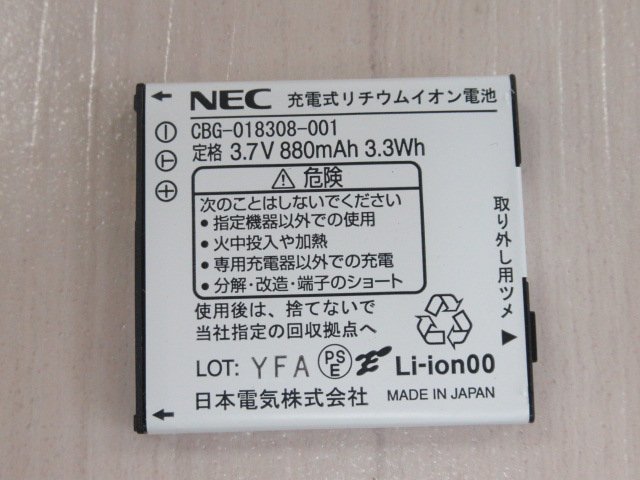 NEC 充電式リチウムイオン電池
CBG-018308-001
定格 3.7V 880mAh 3.3Wh
危険
次のことはしないでください
・指定機器以外での使用
・火中投入や加熱
・専用充電器以外での充電
・分解・改造・端子のショート
使用後は、捨てないで
当社指定の回収拠点へ
取り外し用ツメ
LOT: YFA PSE Li-ion00
日本電気株式会社 MADE IN JAPAN